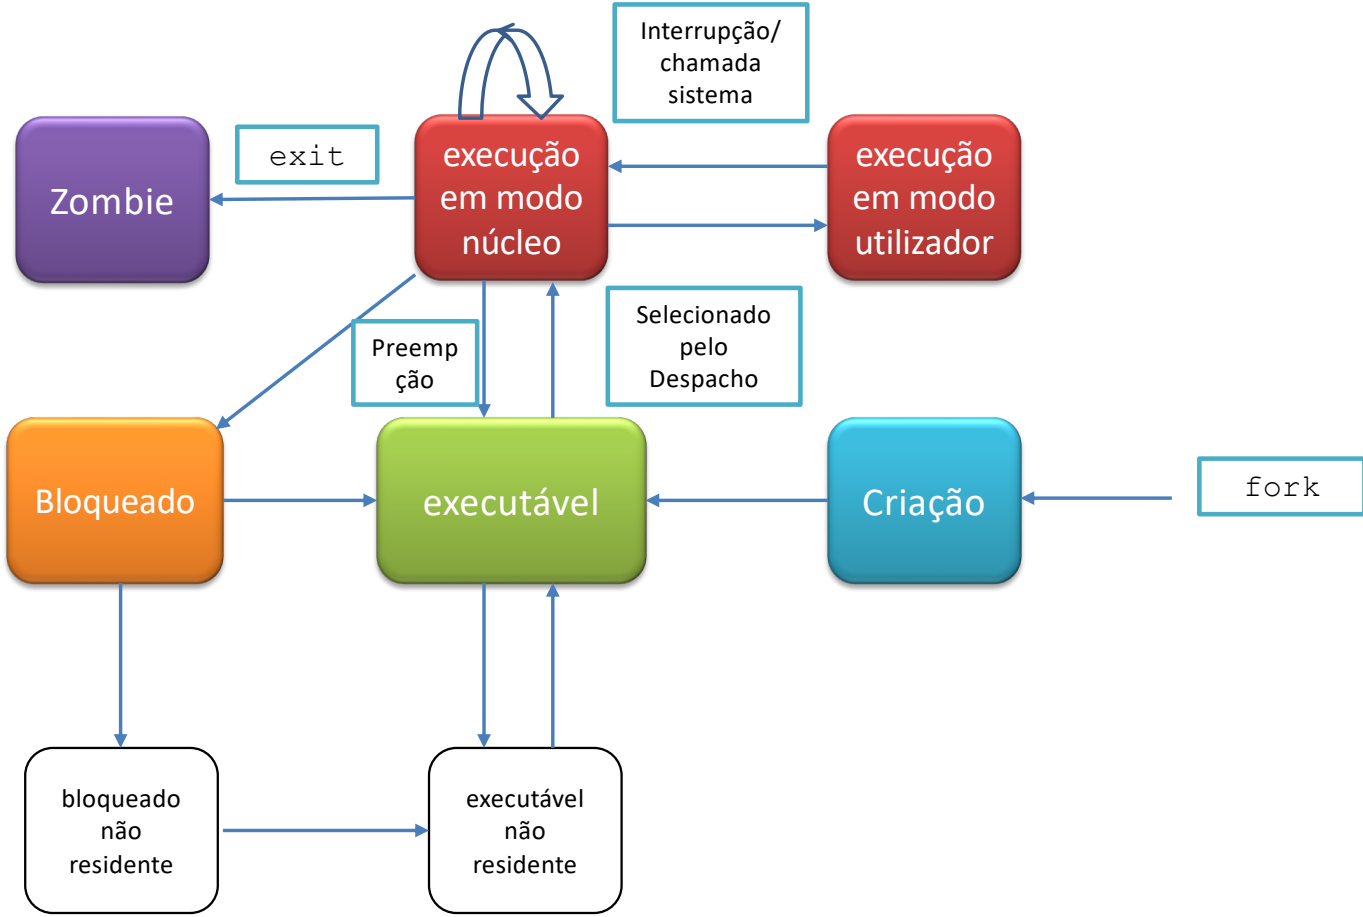 Interrupção/
chamada
sistema
Zombie
exit
execução
em modo
núcleo
execução
em modo
utilizador
Preemp
ção
Selecionado
pelo
Despacho
Bloqueado
executável
Criação
fork
bloqueado
não
residente
executável
não
residente